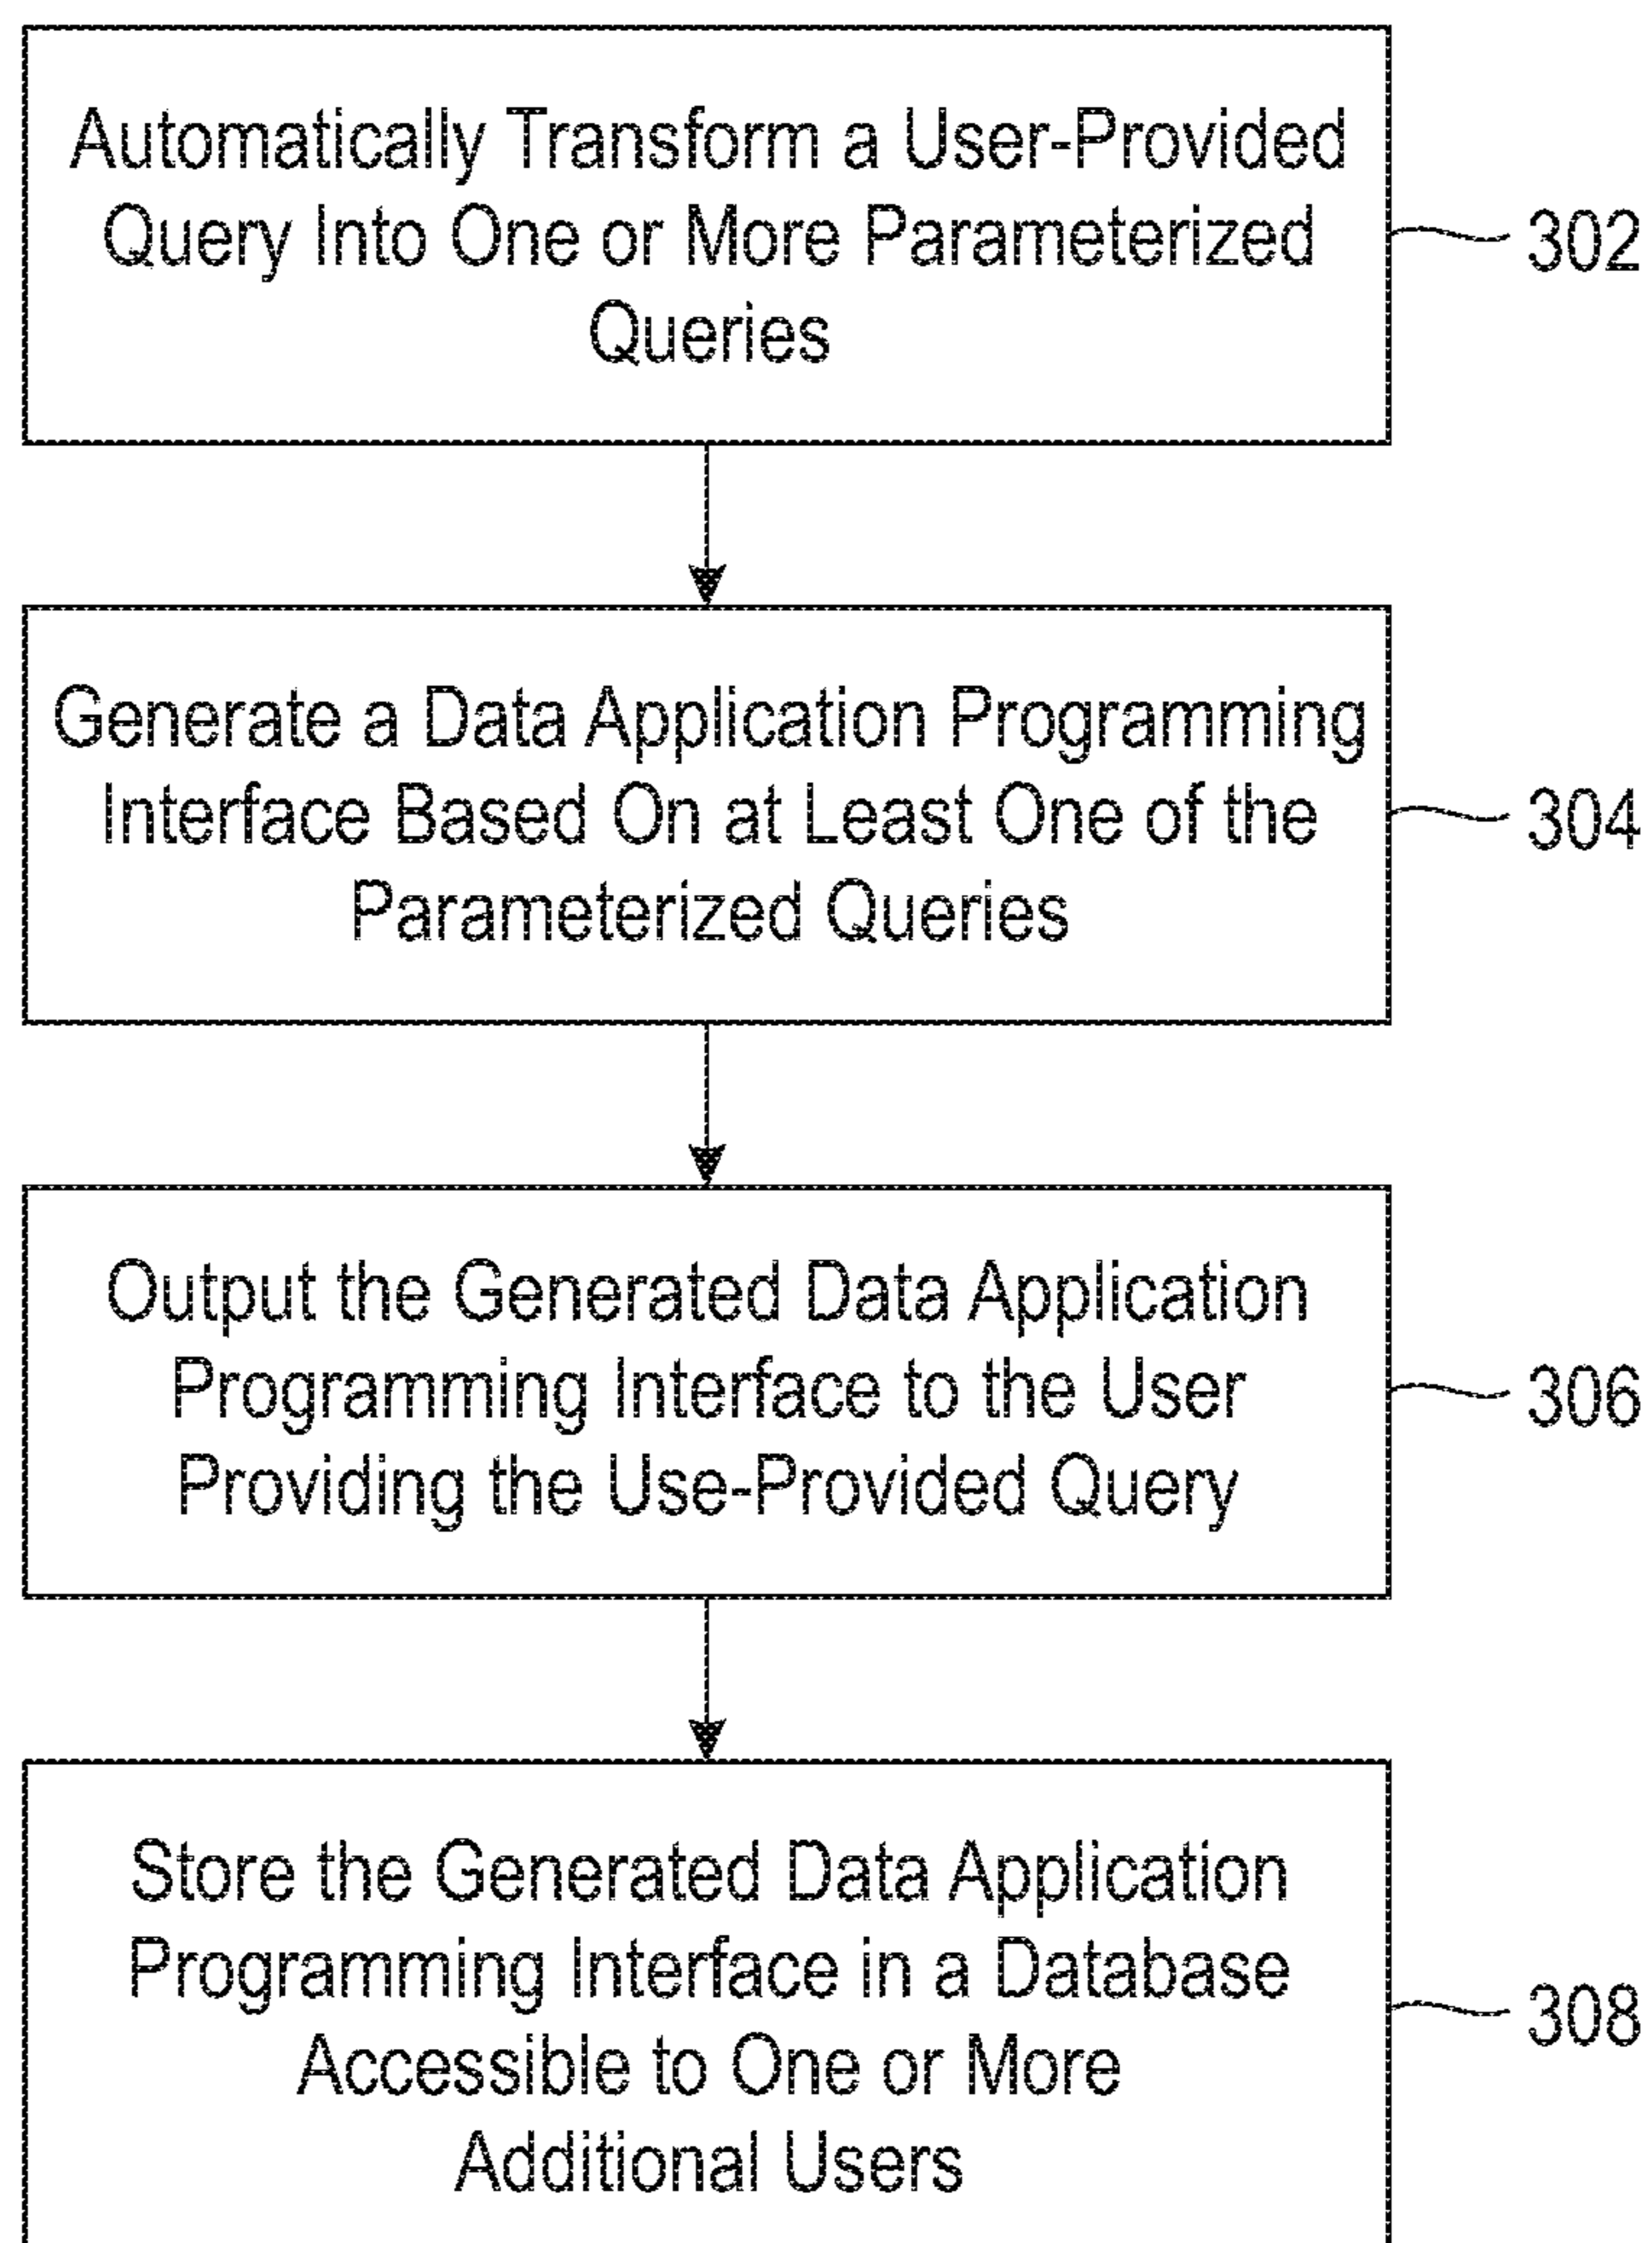 Automatically Transform a User-Provided
Query Into One or More Parameterized
Queries
302
Generate a Data Application Programming
Interface Based On at Least One of the
Parameterized Queries
304
Output the Generated Data Application
Programming Interface to the User
Providing the Use-Provided Query
306
Store the Generated Data Application
Programming Interface in a Database
Accessible to One or More
Additional Users
308